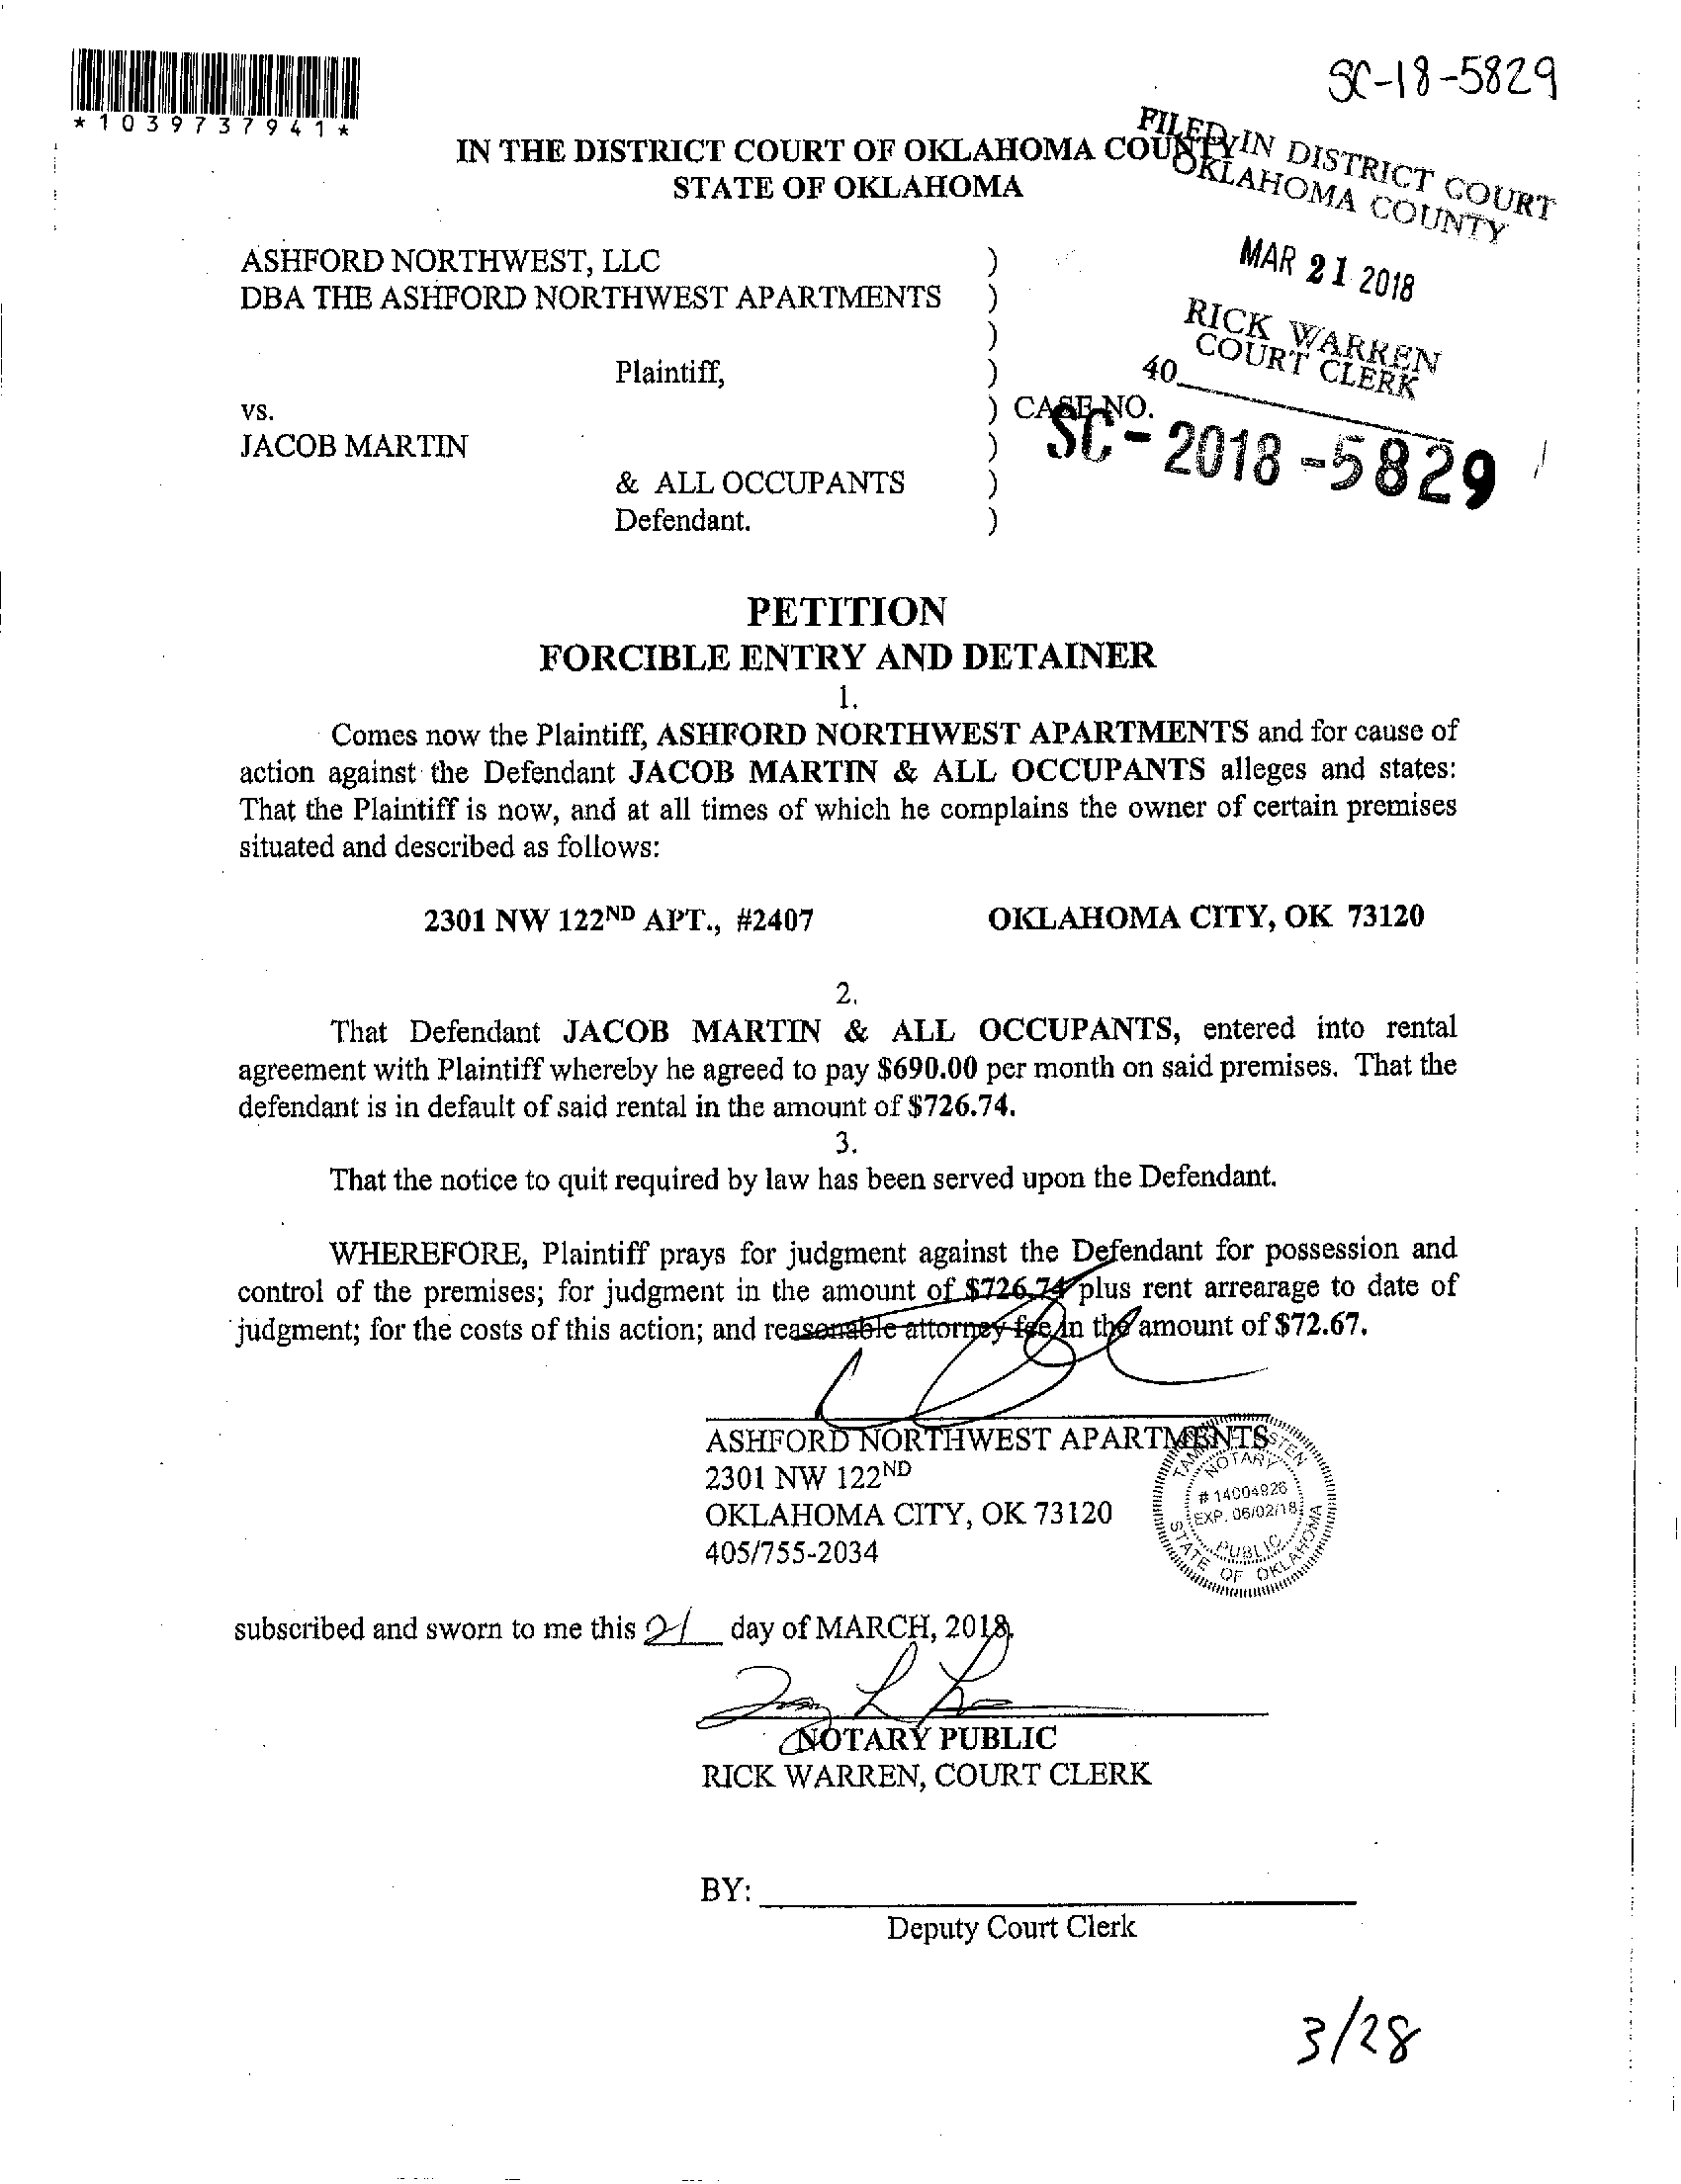 SC-18-5829
*1039737941*
IN THE DISTRICT COURT OF OKLAHOMA COUNTY
STATE OF OKLAHOMA
FILED IN DISTRICT COURT
OKLAHOMA COUNTY
MAR 21 2018
RICK WARREN
COURT CLERK
40
ASHFORD NORTHWEST, LLC )
DBA THE ASHFORD NORTHWEST APARTMENTS )
)
Plaintiff, )
vs. ) CASE NO.
SC-2018-5829
JACOB MARTIN )
& ALL OCCUPANTS )
Defendant. )
PETITION
FORCIBLE ENTRY AND DETAINER
1.
Comes now the Plaintiff, ASHFORD NORTHWEST APARTMENTS and for cause of
action against the Defendant JACOB MARTIN & ALL OCCUPANTS alleges and states:
That the Plaintiff is now, and at all times of which he complains the owner of certain premises
situated and described as follows:
2301 NW 122ND APT., #2407 OKLAHOMA CITY, OK 73120
2.
That Defendant JACOB MARTIN & ALL OCCUPANTS, entered into rental
agreement with Plaintiff whereby he agreed to pay $690.00 per month on said premises. That the
defendant is in default of said rental in the amount of $726.74.
3.
That the notice to quit required by law has been served upon the Defendant.
WHEREFORE, Plaintiff prays for judgment against the Defendant for possession and
control of the premises; for judgment in the amount of $726.74 plus rent arrearage to date of
judgment; for the costs of this action; and reasonable attorney fee in the amount of $72.67.
ASHFORD NORTHWEST APARTMENTS
2301 NW 122ND
OKLAHOMA CITY, OK 73120
405/755-2034
NOTARY
# 14004926
EXP. 06/02/18
PUBLIC
STATE OF OKLAHOMA
subscribed and sworn to me this 21 day of MARCH, 2018.
NOTARY PUBLIC
RICK WARREN, COURT CLERK
BY:
Deputy Court Clerk
3/28